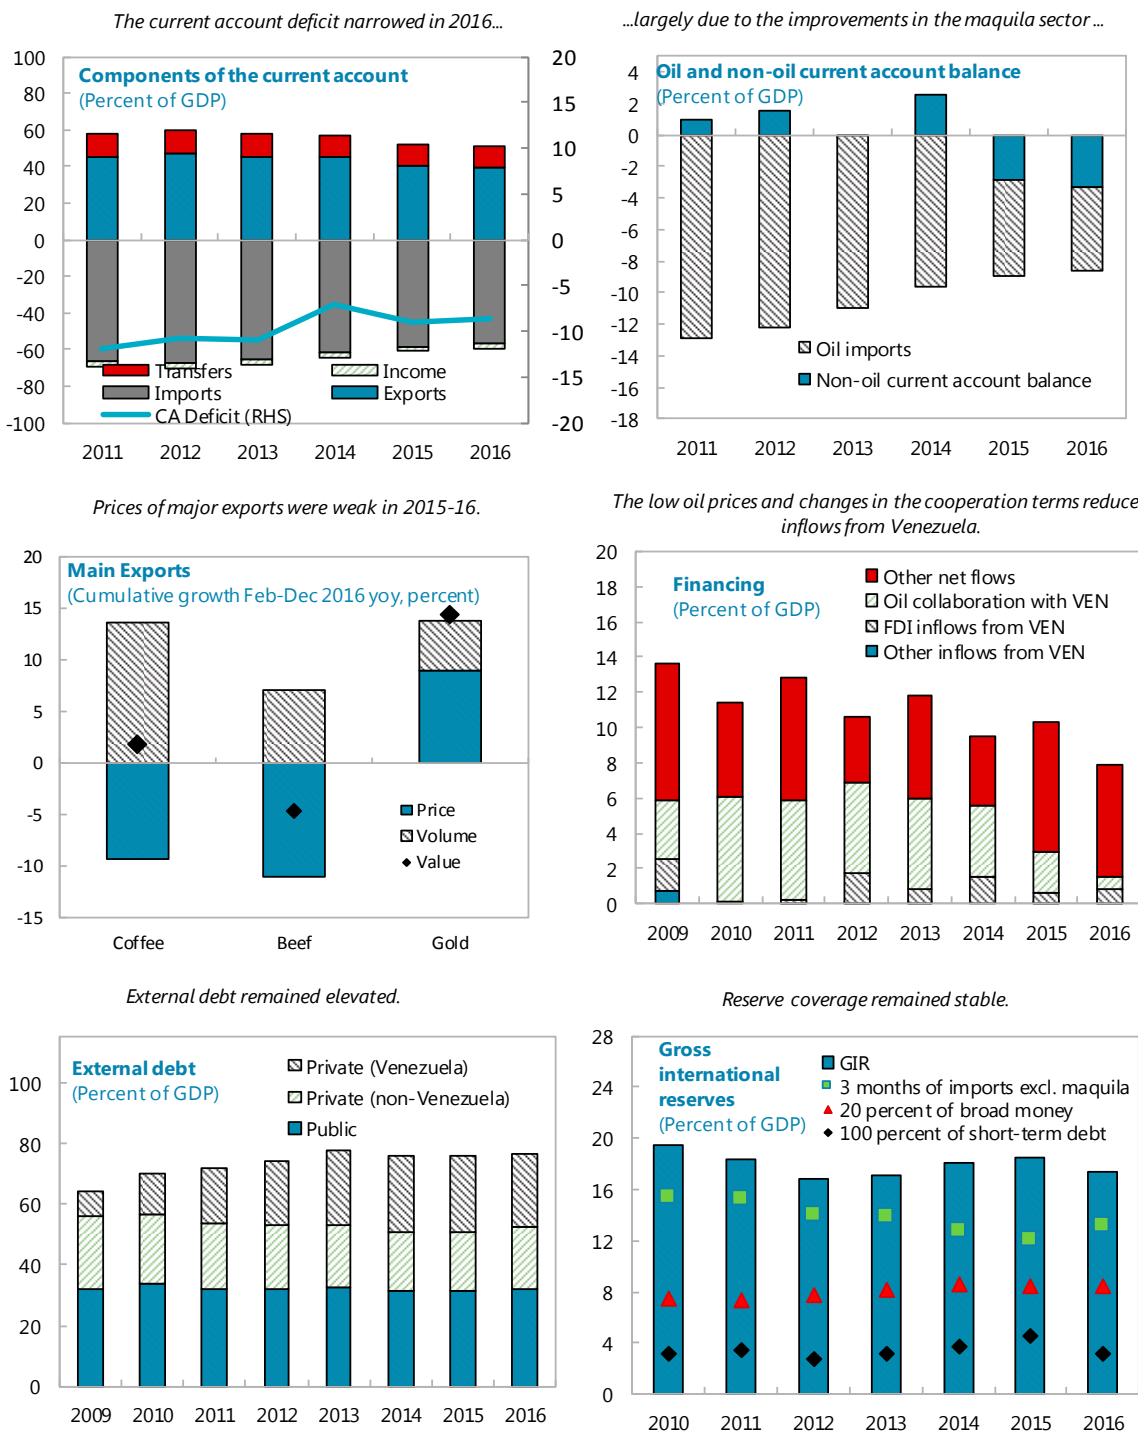 The current account deficit narrowed in 2016...
Components of the current account
(Percent of GDP)
100
80
60
40
20
0
-20
-40
-60
-80
-100
20
15
10
5
0
-5
-10
-15
-20
Transfers
Income
Imports
Exports
CA Deficit (RHS)
2011 2012 2013 2014 2015 2016
...largely due to the improvements in the maquila sector ...
Oil and non-oil current account balance
(Percent of GDP)
4
2
0
-2
-4
-6
-8
-10
-12
-14
-16
-18
Oil imports
Non-oil current account balance
2011 2012 2013 2014 2015 2016
Prices of major exports were weak in 2015-16.
Main Exports
(Cumulative growth Feb-Dec 2016 yoy, percent)
20
15
10
5
0
-5
-10
-15
Price
Volume
Value
Coffee Beef Gold
The low oil prices and changes in the cooperation terms reduce
inflows from Venezuela.
Financing
(Percent of GDP)
20
18
16
14
12
10
8
6
4
2
0
Other net flows
Oil collaboration with VEN
FDI inflows from VEN
Other inflows from VEN
2009 2010 2011 2012 2013 2014 2015 2016
External debt remained elevated.
External debt
(Percent of GDP)
100
80
60
40
20
0
Private (Venezuela)
Private (non-Venezuela)
Public
2009 2010 2011 2012 2013 2014 2015 2016
Reserve coverage remained stable.
Gross
international
reserves
(Percent of GDP)
28
24
20
16
12
8
4
0
GIR
3 months of imports excl. maquila
20 percent of broad money
100 percent of short-term debt
2010 2011 2012 2013 2014 2015 2016